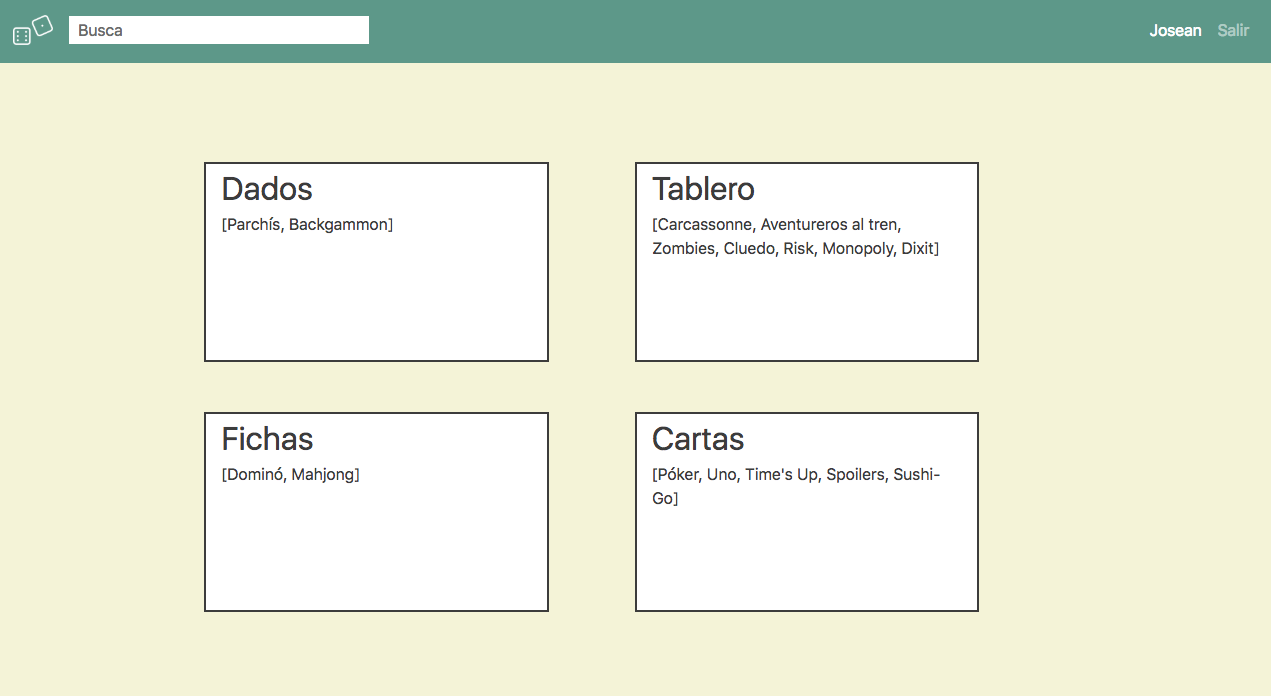 Busca
Josean Salir
Dados
[Parchís, Backgammon]
Tablero
[Carcassonne, Aventureros al tren,
Zombies, Cluedo, Risk, Monopoly, Dixit]
Fichas
[Dominó, Mahjong]
Cartas
[Póker, Uno, Time's Up, Spoilers, Sushi-
Go]